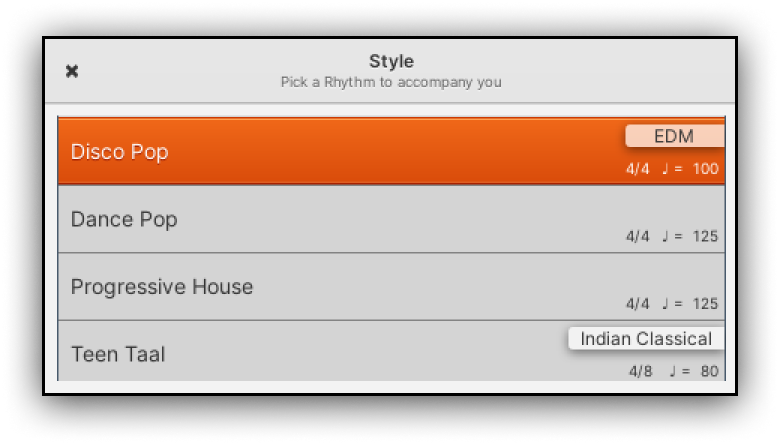 ✖
Style
Pick a Rhythm to accompany you
EDM
Disco Pop
4/4 ♩ = 100
Dance Pop
4/4 ♩ = 125
Progressive House
4/4 ♩ = 125
Indian Classical
Teen Taal
4/8 ♩ = 80